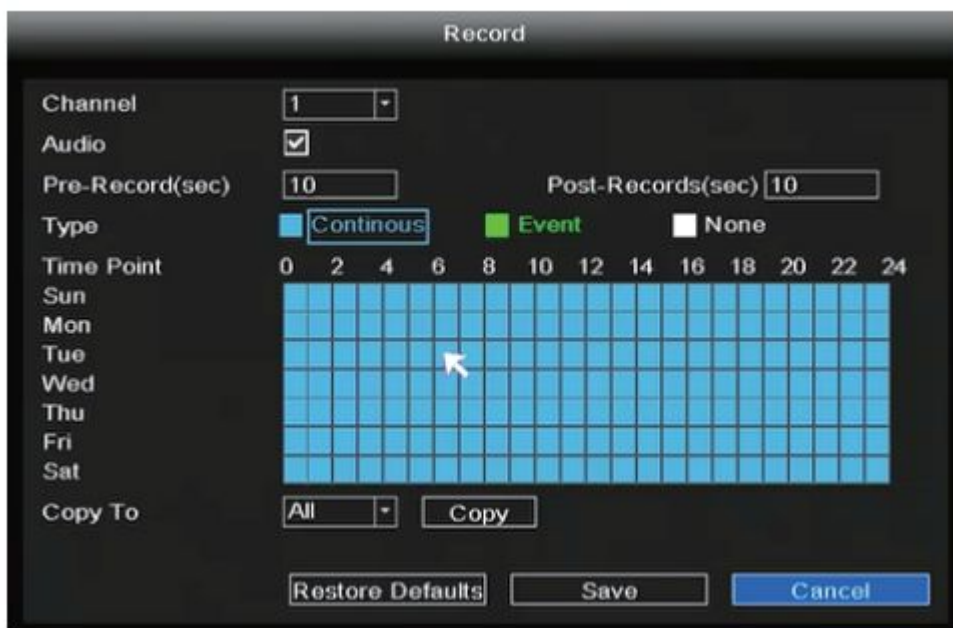 Record
Channel 1
Audio
Pre-Record(sec) 10 Post-Records(sec) 10
Type Continous Event None
Time Point 0 2 4 6 8 10 12 14 16 18 20 22 24
Sun
Mon
Tue
Wed
Thu
Fri
Sat
Copy To All Copy
Restore Defaults Save Cancel